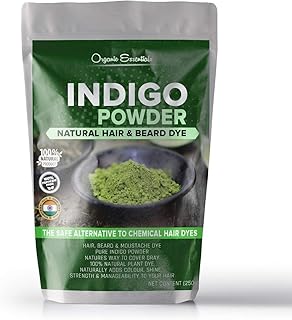 Organic Essentials
INDIGO
POWDER
NATURAL HAIR & BEARD DYE
100%
NATURAL
THE SAFE ALTERNATIVE TO CHEMICAL HAIR DYES
HAIR, BEARD & MOUSTACHE DYE
PURE INDIGO POWDER
NATURES WAY TO COVER GRAY
100% NATURAL PLANT DYE
NATURALLY ADDS COLOUR, SHINE,
STRENGTH & MANAGEABILITY TO YOUR HAIR
NET CONTENT (250